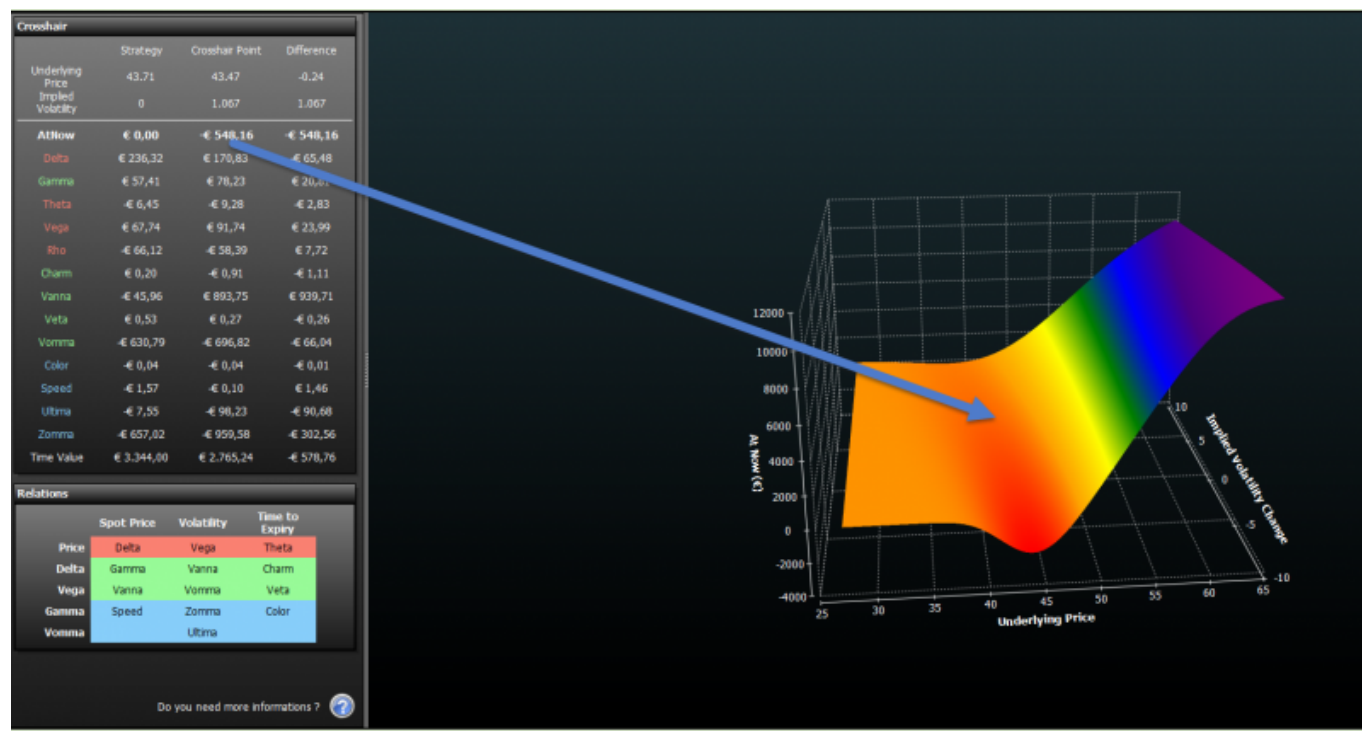 Crosshair
Strategy Crosshair Point Difference
Underlying Price 43.71 43.47 -0.24
Implied Volatility 0 1.067 1.067
AtNow € 0,00 -€ 548,16 -€ 548,16
Delta € 236,32 € 170,83 -€ 65,48
Gamma € 57,41 € 78,23 € 20,81
Theta -€ 6,45 -€ 9,28 -€ 2,83
Vega € 67,74 € 91,74 € 23,99
Rho -€ 66,12 -€ 58,39 € 7,72
Charm € 0,20 -€ 0,91 -€ 1,11
Vanna -€ 45,96 € 893,75 € 939,71
Veta € 0,53 € 0,27 -€ 0,26
Vomma -€ 630,79 -€ 696,82 -€ 66,04
Color -€ 0,04 -€ 0,04 -€ 0,01
Speed -€ 1,57 -€ 0,10 € 1,46
Ultima -€ 7,55 -€ 98,23 -€ 90,68
Zomma -€ 657,02 -€ 959,58 -€ 302,56
Time Value € 3.344,00 € 2.765,24 -€ 578,76
Relations
Spot Price Volatility Time to Expiry
Price Delta Vega Theta
Delta Gamma Vanna Charm
Vega Vanna Vomma Veta
Gamma Speed Zomma Color
Vomma Ultima
Do you need more informations ?
12000
10000
8000
6000
4000
2000
0
-2000
-4000
At Now (€)
25 30 35 40 45 50 55 60 65
Underlying Price
10
5
0
-5
-10
Implied Volatility Change